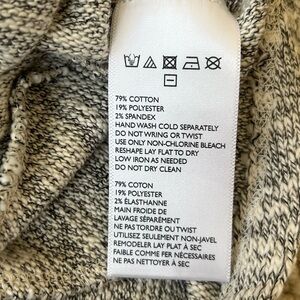 79% COTTON
19% POLYESTER
2% SPANDEX
HAND WASH COLD SEPARATELY
DO NOT WRING OR TWIST
USE ONLY NON-CHLORINE BLEACH
RESHAPE LAY FLAT TO DRY
LOW IRON AS NEEDED
DO NOT DRY CLEAN
79% COTON
19% POLYESTER
2% ÉLASTHANNE
MAIN FROIDE DE
LAVAGE SÉPARÉMENT
NE PAS TORDRE OU TWIST
UTILISEZ SEULEMENT NON-JAVEL
REMODELER LAY PLAT À SEC
FAIBLE COMME FER NÉCESSAIRES
NE PAS NETTOYER À SEC